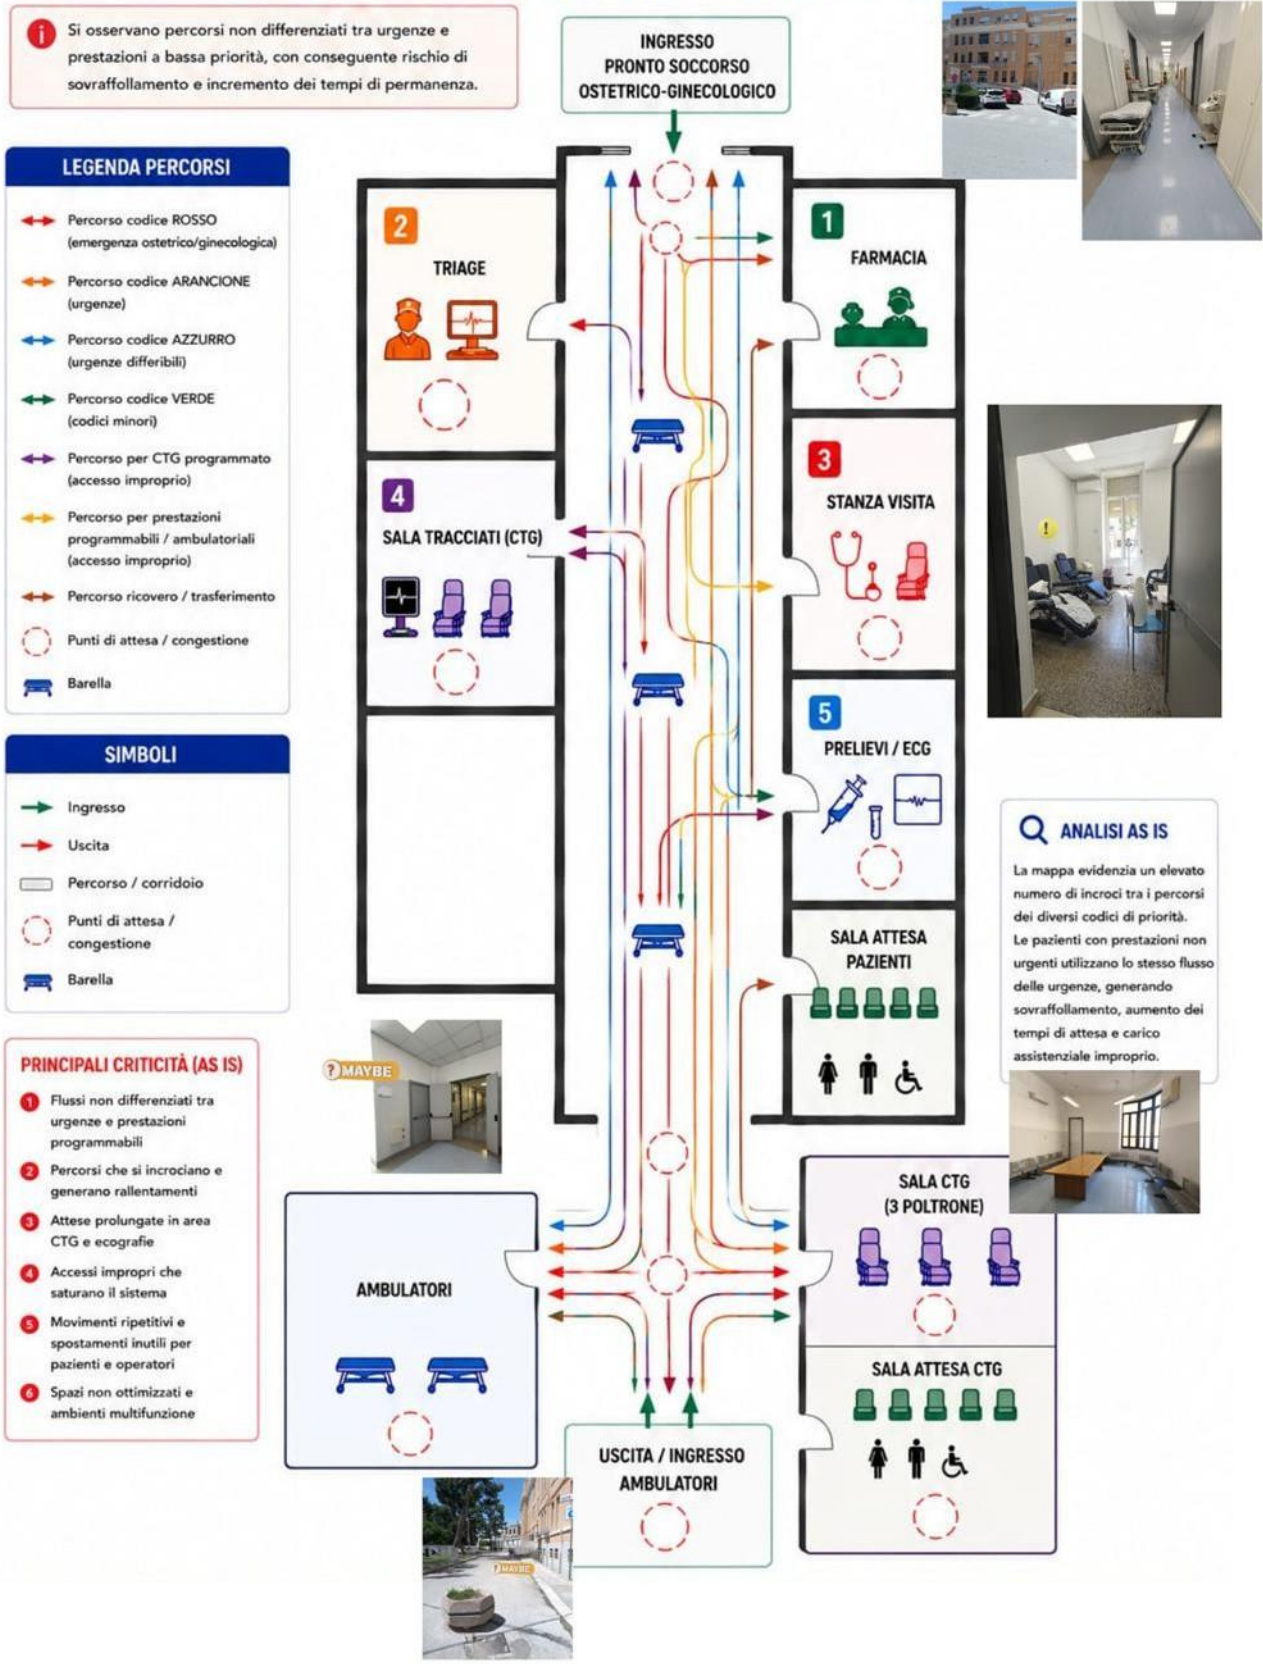 Si osservano percorsi non differenziati tra urgenze e
prestazioni a bassa priorità, con conseguente rischio di
sovraffollamento e incremento dei tempi di permanenza.
INGRESSO
PRONTO SOCCORSO
OSTETRICO-GINECOLOGICO
LEGENDA PERCORSI
Percorso codice ROSSO
(emergenza ostetrico/ginecologica)
Percorso codice ARANCIONE
(urgenze)
Percorso codice AZZURRO
(urgenze differibili)
Percorso codice VERDE
(codici minori)
Percorso per CTG programmato
(accesso improprio)
Percorso per prestazioni
programmabili / ambulatoriali
(accesso improprio)
Percorso ricovero / trasferimento
Punti di attesa / congestione
Barella
SIMBOLI
Ingresso
Uscita
Percorso / corridoio
Punti di attesa /
congestione
Barella
PRINCIPALI CRITICITÀ (AS IS)
1 Flussi non differenziati tra
urgenze e prestazioni
programmabili
2 Percorsi che si incrociano e
generano rallentamenti
3 Attese prolungate in area
CTG e ecografie
4 Accessi impropri che
saturano il sistema
5 Movimenti ripetitivi e
spostamenti inutili per
pazienti e operatori
6 Spazi non ottimizzati e
ambienti multifunzione
2
TRIAGE
1
FARMACIA
4
SALA TRACCIATI (CTG)
3
STANZA VISITA
5
PRELIEVI / ECG
SALA ATTESA
PAZIENTI
ANALISI AS IS
La mappa evidenzia un elevato
numero di incroci tra i percorsi
dei diversi codici di priorità.
Le pazienti con prestazioni non
urgenti utilizzano lo stesso flusso
delle urgenze, generando
sovraffollamento, aumento dei
tempi di attesa e carico
assistenziale improprio.
? MAYBE
AMBULATORI
SALA CTG
(3 POLTRONE)
SALA ATTESA CTG
USCITA / INGRESSO
AMBULATORI
? MAYBE